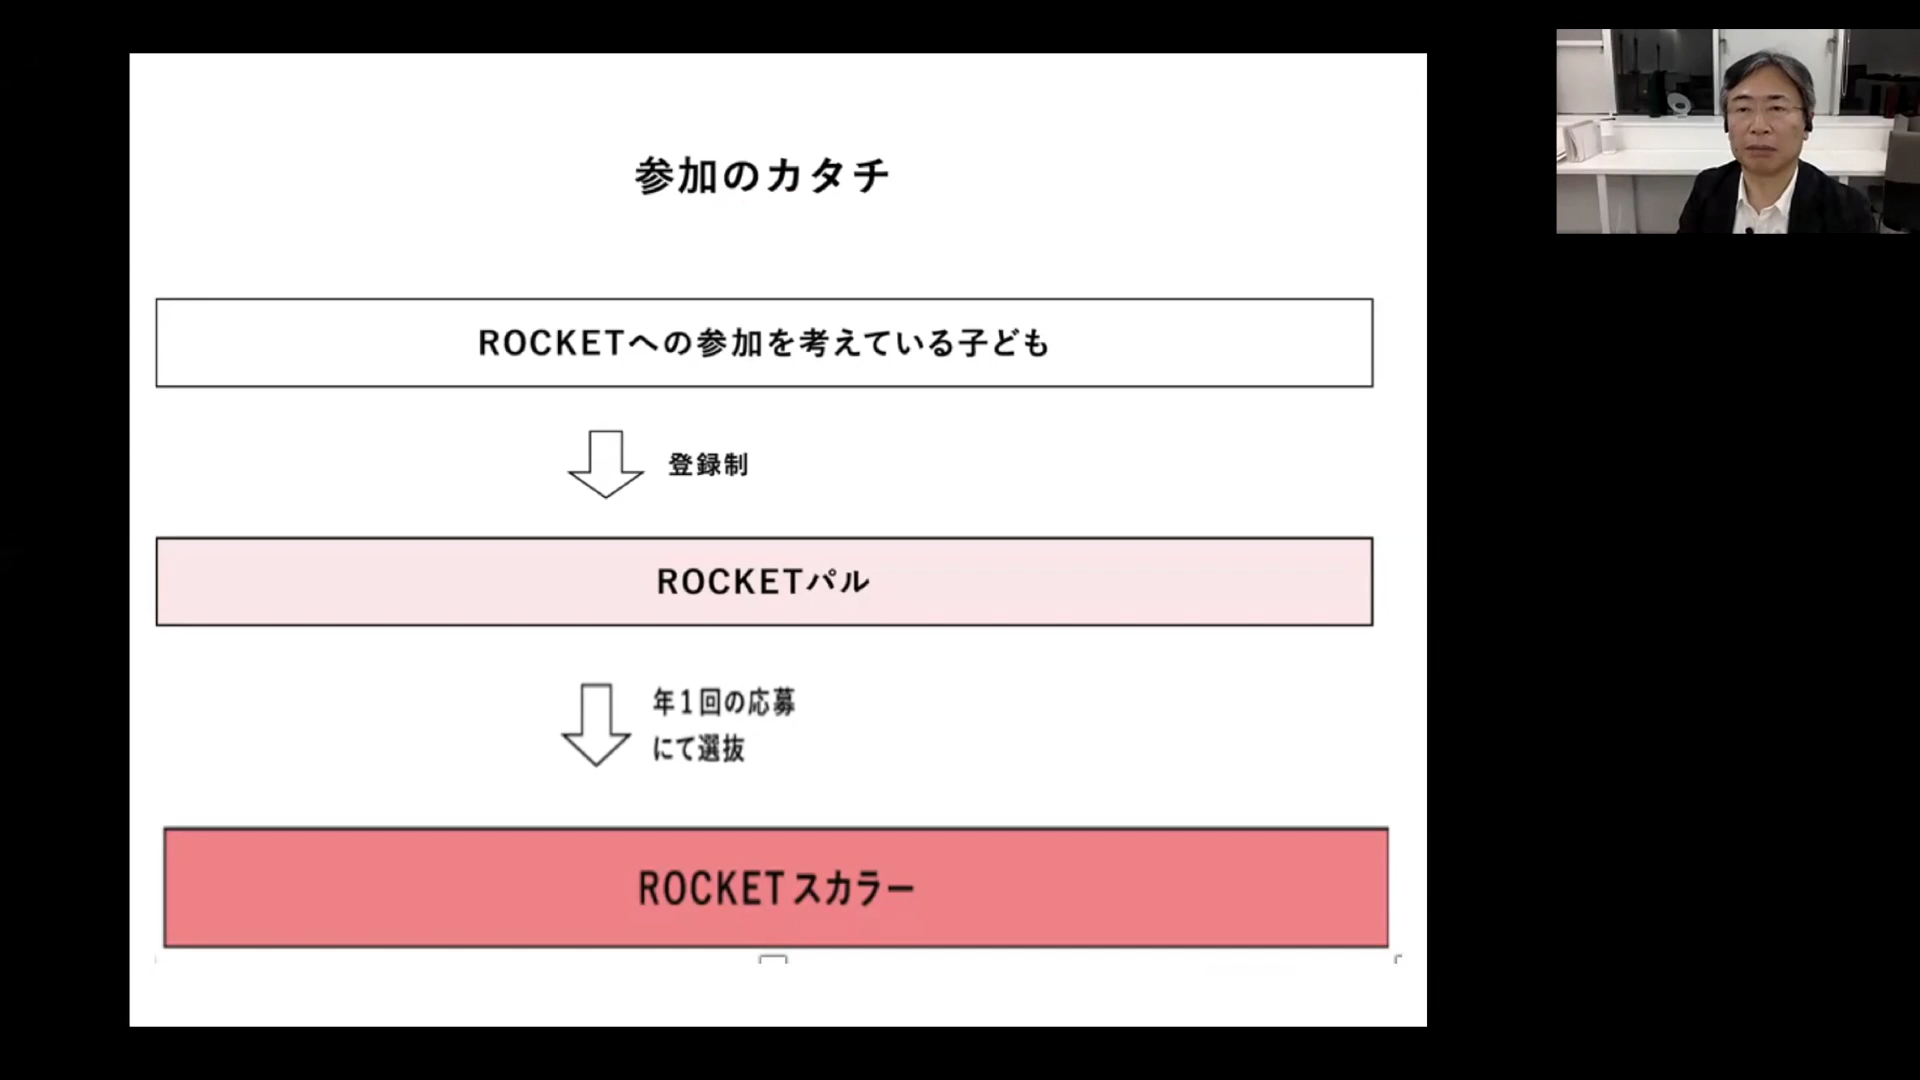 参加のカタチ
ROCKETへの参加を考えている子ども
登録制
ROCKETパル
年1回の応募
にて選抜
ROCKETスカラー